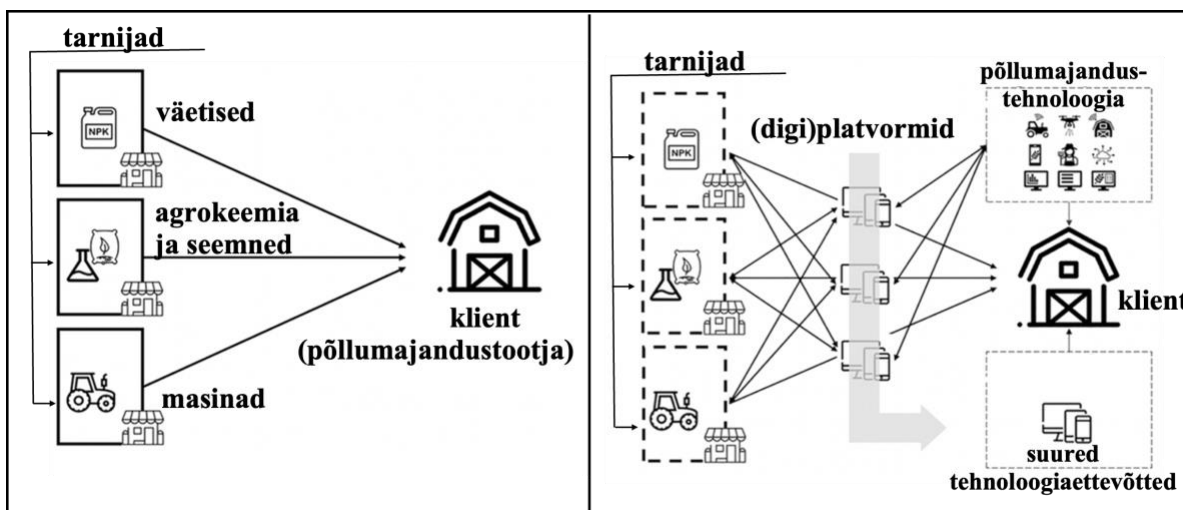 tarnijad
NPK
väetised
agrokeemia
ja seemned
masinad
klient
(põllumajandustootja)
tarnijad
NPK
(digi)platvormid
põllumajandus-
tehnoloogia
klient
suured
tehnoloogiaettevõtted